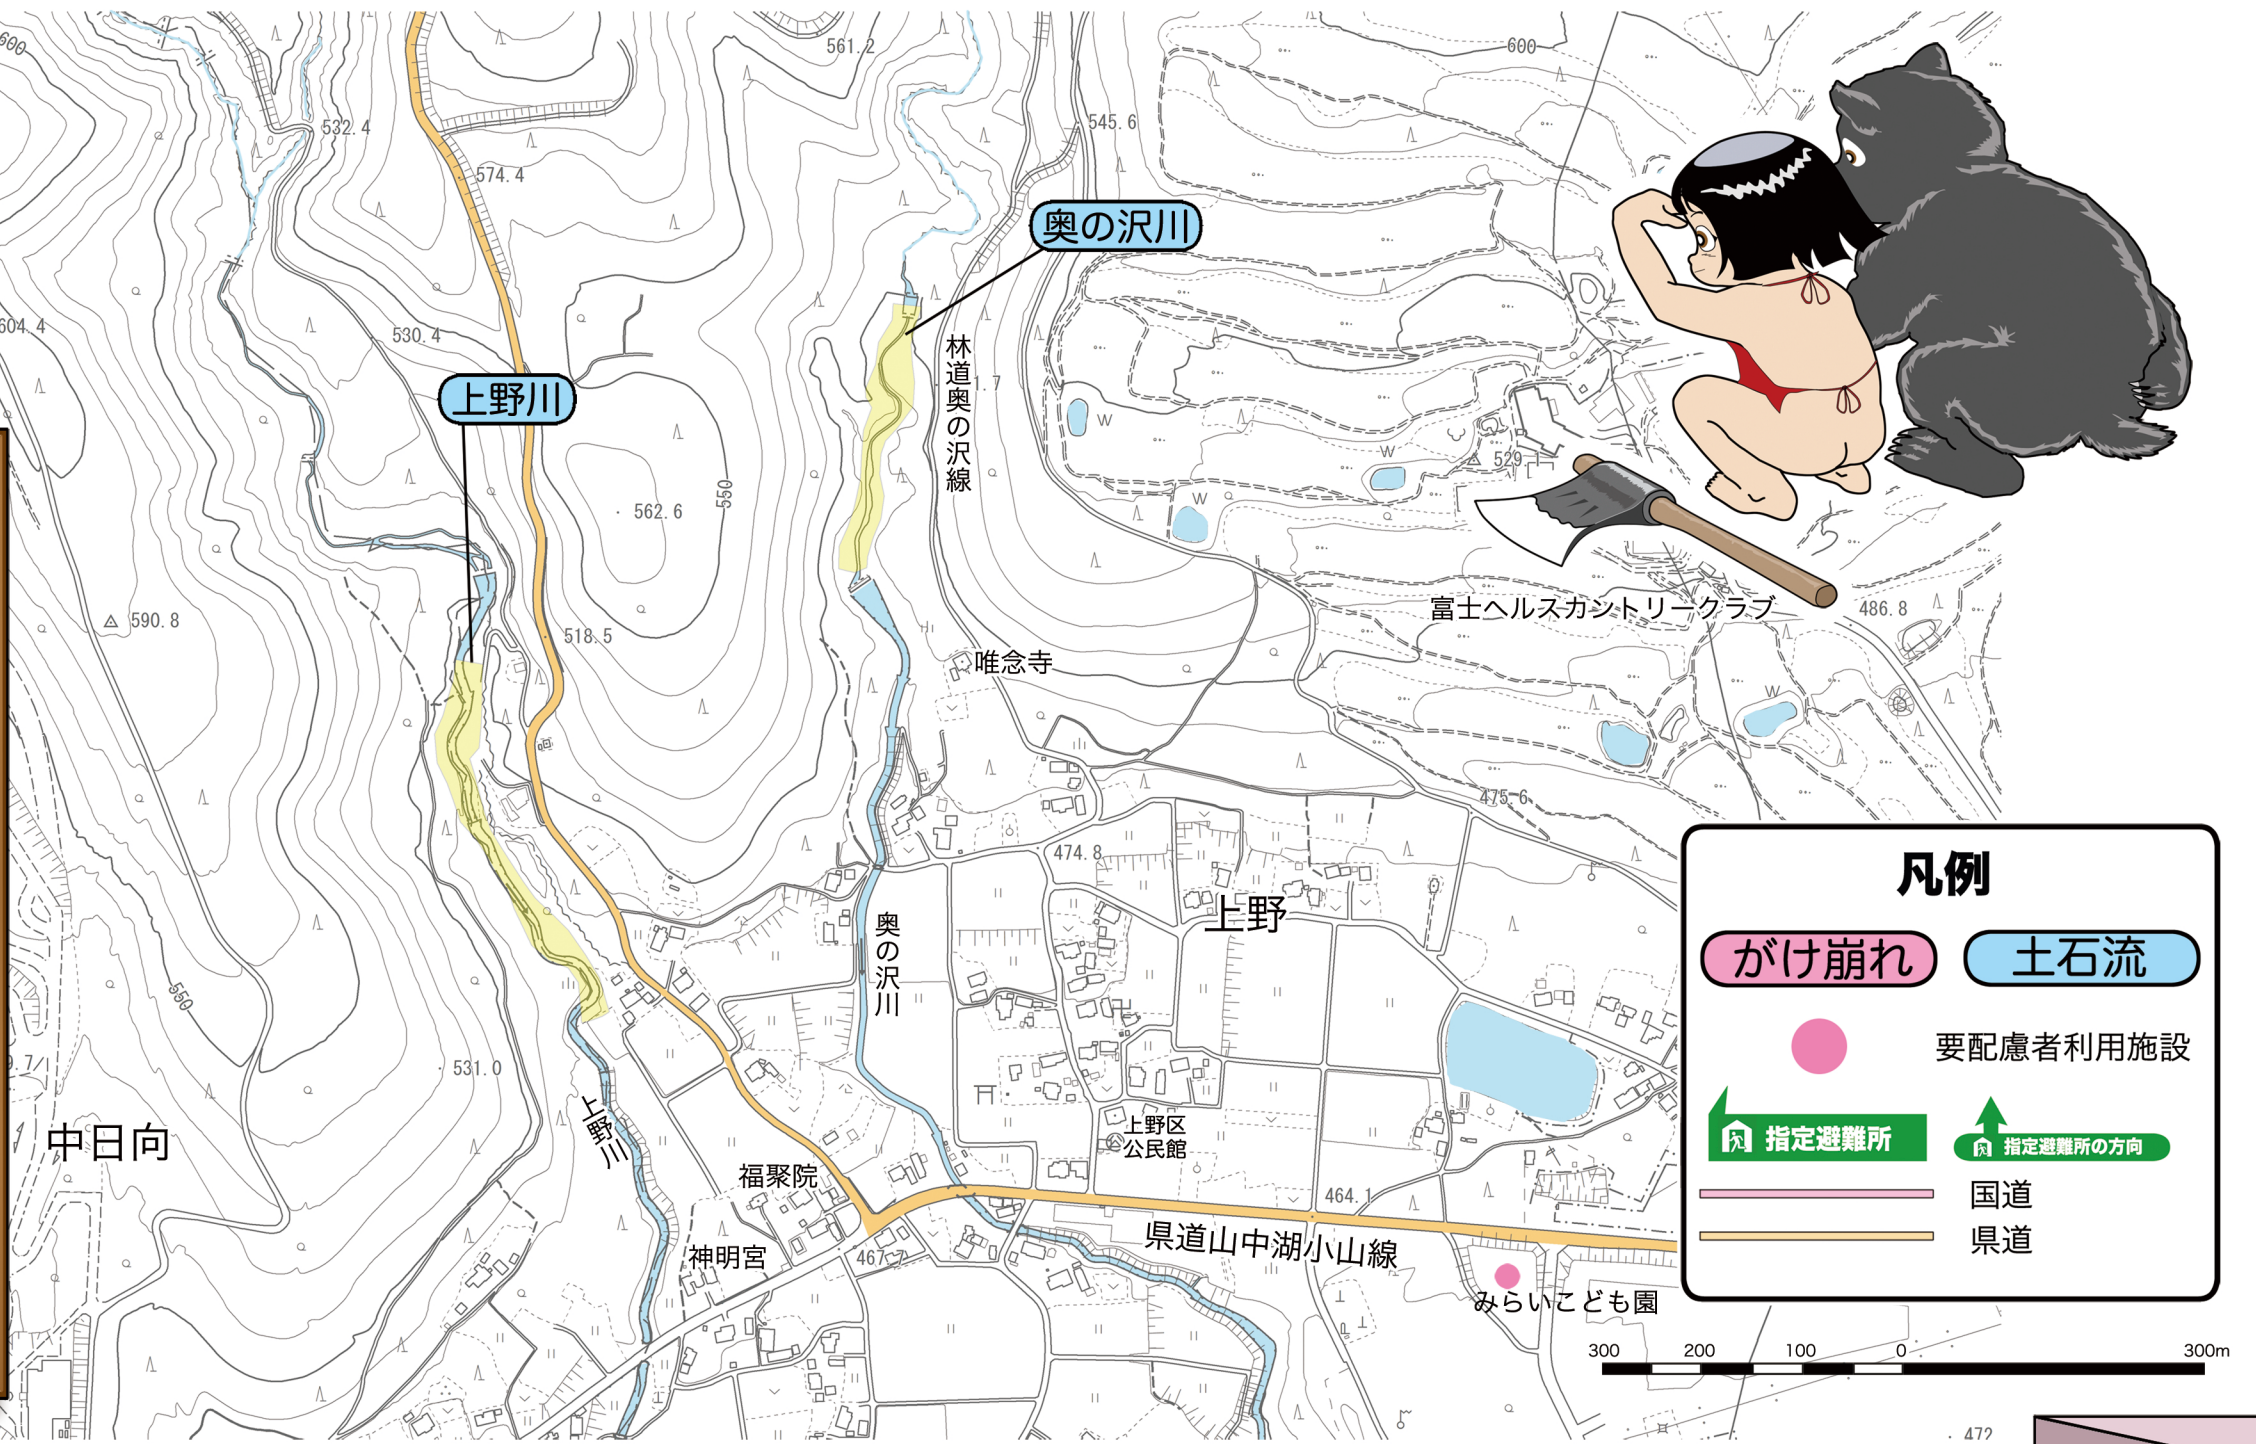 600
561.2
600
532.4
545.6
574.4
奥の沢川
604.4
530.4
林道奥の沢線
1.7
上野川
W
W
529.1
W
550
562.6
富士ヘルスカントリークラブ
486.8
590.8
518.5
唯念寺
W
475.6
474.8
凡例
がけ崩れ
土石流
上野
奥の沢川
550
要配慮者利用施設
9.7
531.0
上野川
中日向
上野区
公民館
指定避難所
指定避難所の方向
福聚院
464.1
国道
県道山中湖小山線
県道
神明宮
467.7
みらいこども園
300 200 100 0 300m
472